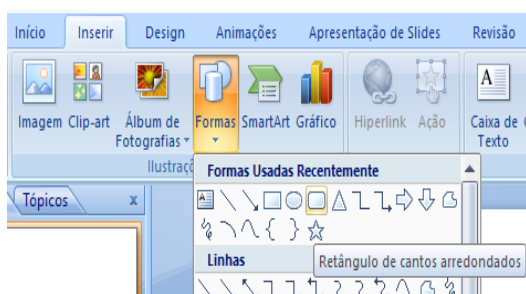 Início Inserir Design Animações Apresentação de Slides Revisão
Imagem Clip-art Álbum de Fotografias Formas SmartArt Gráfico Hiperlink Ação Caixa de Texto
Formas Usadas Recentemente
Tópicos x
Linhas
Retângulo de cantos arredondados